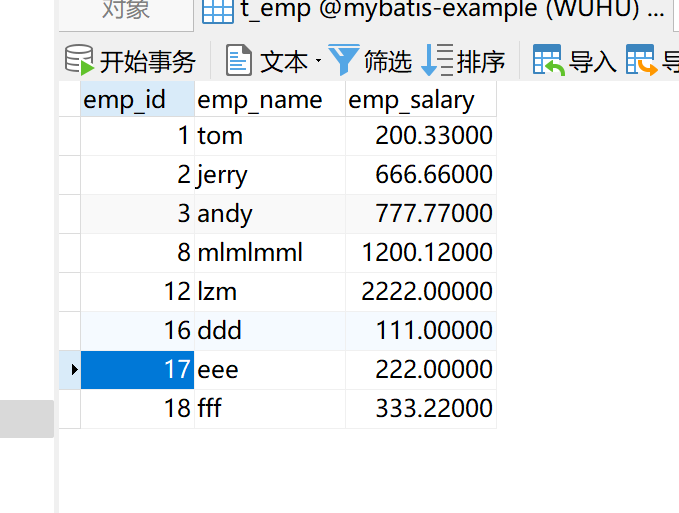 对象 t_emp @mybatis-example (WUHU) ...
开始事务 文本 筛选 排序 导入
emp_id emp_name emp_salary
1 tom 200.33000
2 jerry 666.66000
3 andy 777.77000
8 mlmlmml 1200.12000
12 lzm 2222.00000
16 ddd 111.00000
17 eee 222.00000
18 fff 333.22000